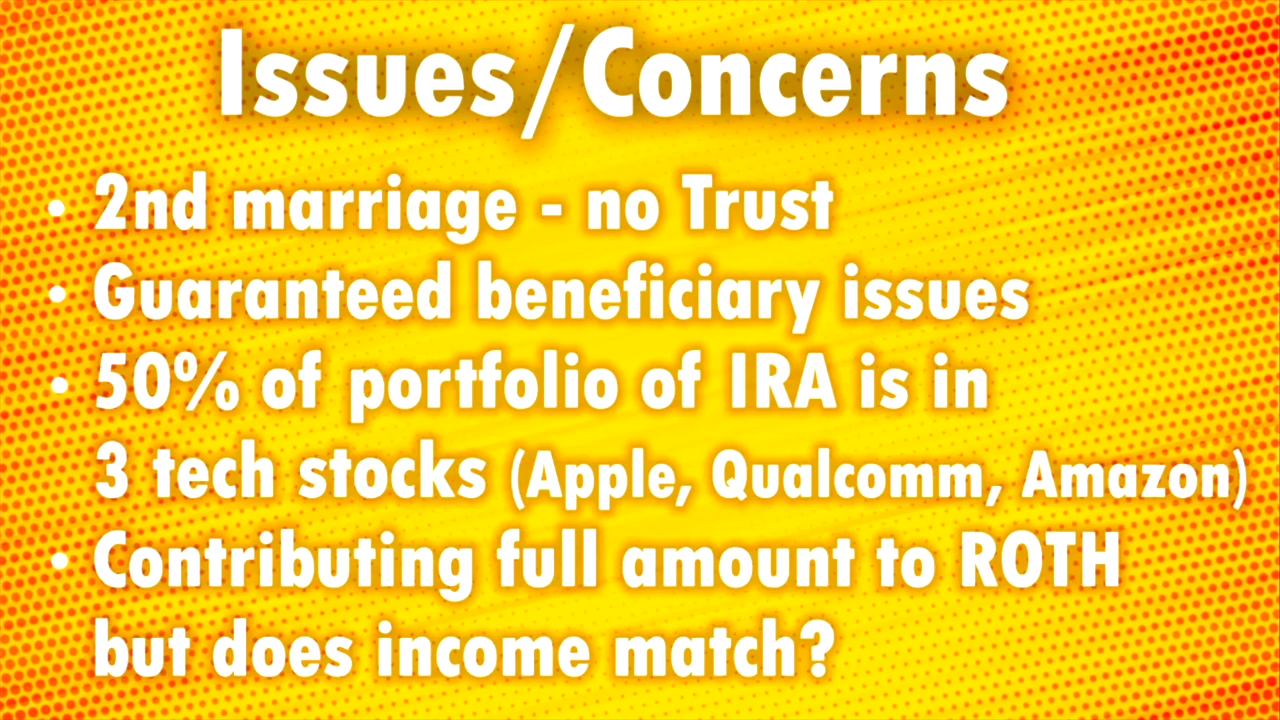 Issues/Concerns
• 2nd marriage - no Trust
• Guaranteed beneficiary issues
• 50% of portfolio of IRA is in
3 tech stocks (Apple, Qualcomm, Amazon)
• Contributing full amount to ROTH
but does income match?